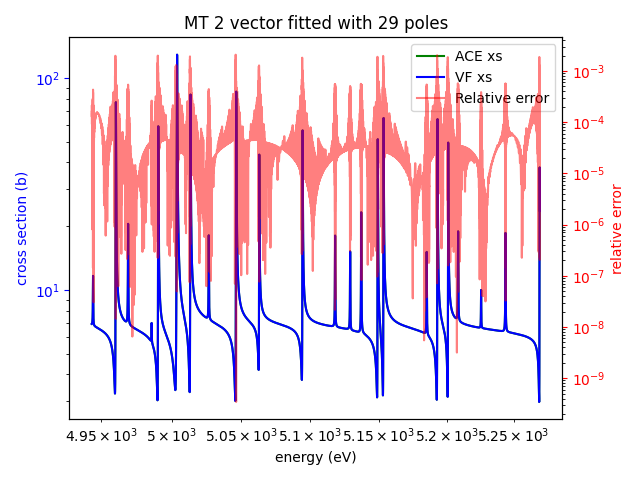 MT 2 vector fitted with 29 poles
ACE xs
VF xs
Relative error
10²
10¹
cross section (b)
10⁻³
10⁻⁴
10⁻⁵
10⁻⁶
10⁻⁷
10⁻⁸
10⁻⁹
relative error
4.95 × 10³ 5 × 10³ 5.05 × 10³ 5.1 × 10³ 5.15 × 10³ 5.2 × 10³ 5.25 × 10³
energy (eV)